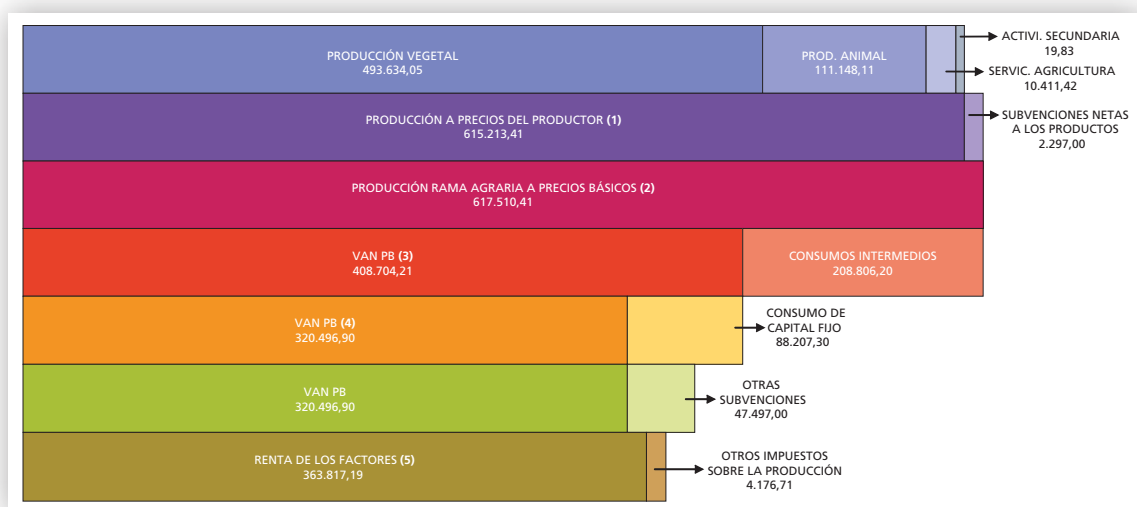 PRODUCCIÓN VEGETAL
493.634,05
PROD. ANIMAL
111.148,11
ACTIVI. SECUNDARIA
19,83
SERVIC. AGRICULTURA
10.411,42
PRODUCCIÓN A PRECIOS DEL PRODUCTOR (1)
615.213,41
SUBVENCIONES NETAS
A LOS PRODUCTOS
2.297,00
PRODUCCIÓN RAMA AGRARIA A PRECIOS BÁSICOS (2)
617.510,41
VAN PB (3)
408.704,21
CONSUMOS INTERMEDIOS
208.806,20
VAN PB (4)
320.496,90
CONSUMO DE
CAPITAL FIJO
88.207,30
VAN PB
320.496,90
OTRAS
SUBVENCIONES
47.497,00
RENTA DE LOS FACTORES (5)
363.817,19
OTROS IMPUESTOS
SOBRE LA PRODUCCIÓN
4.176,71